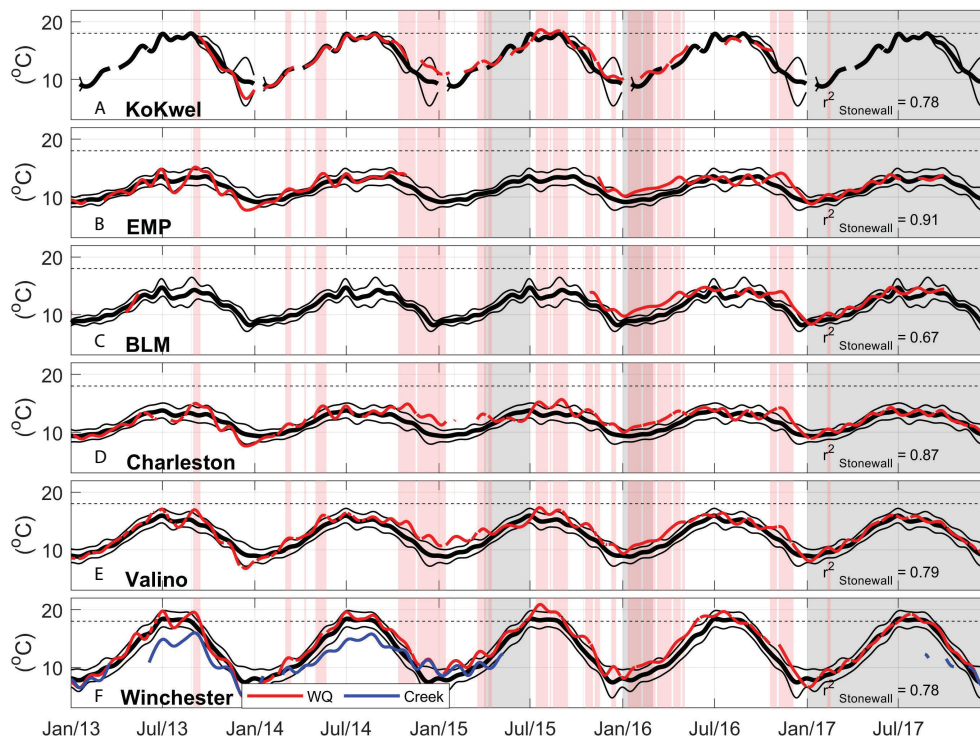 20
10
(°C)
A KoKwel
r² Stonewall = 0.78
20
10
(°C)
B EMP
r² Stonewall = 0.91
20
10
(°C)
C BLM
r² Stonewall = 0.67
20
10
(°C)
D Charleston
r² Stonewall = 0.87
20
10
(°C)
E Valino
r² Stonewall = 0.79
20
10
(°C)
F Winchester
WQ Creek
r² Stonewall = 0.78
Jan/13 Jul/13 Jan/14 Jul/14 Jan/15 Jul/15 Jan/16 Jul/16 Jan/17 Jul/17